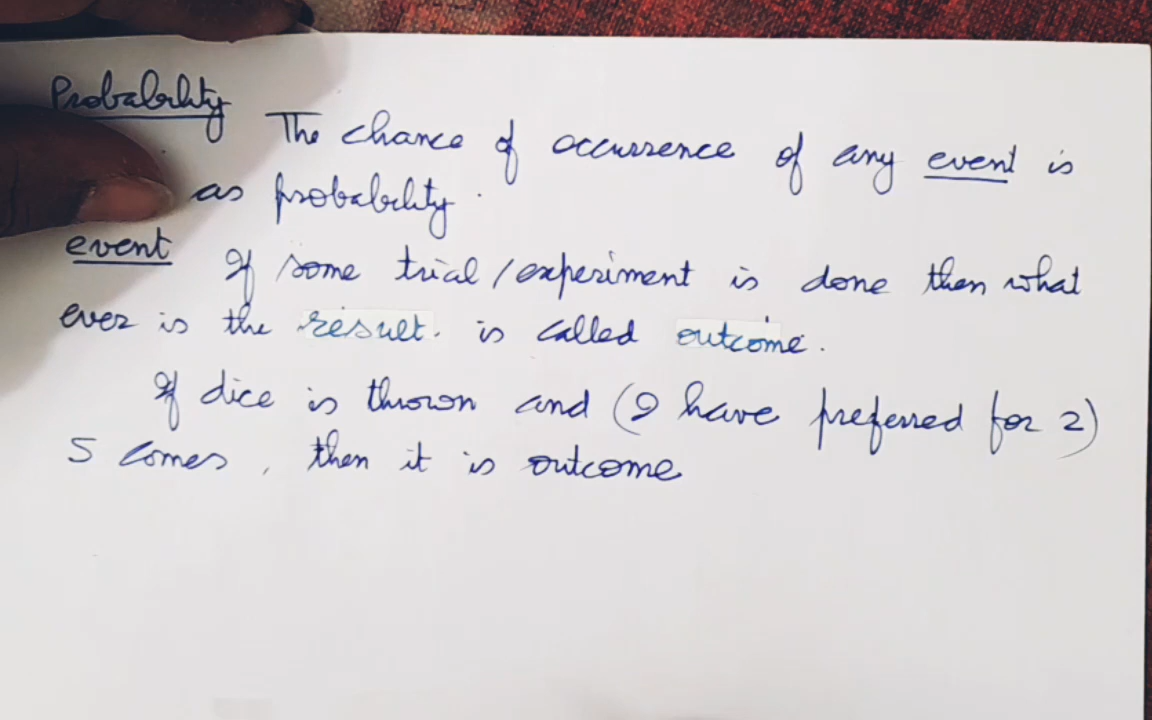 Probability The chance of occurrence of any event is
as probability.
event If some trial/experiment is done then what
ever is the result. is called outcome.
If dice is thrown and (I have preferred for 2)
5 comes, then it is outcome